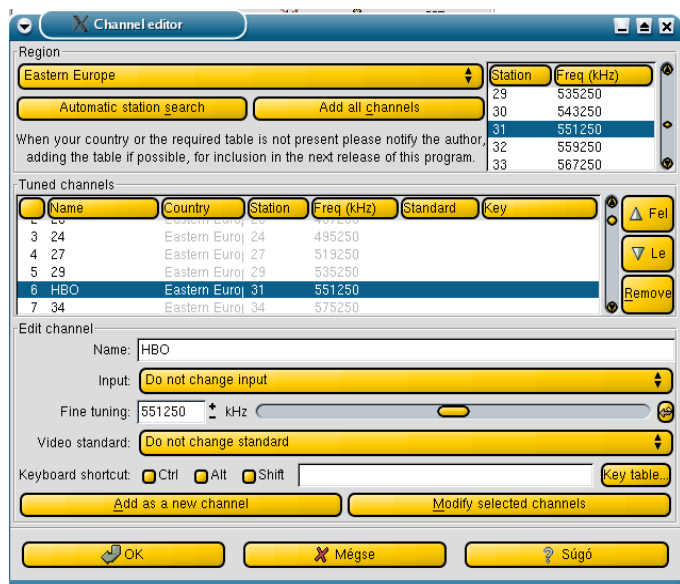 Channel editor
Region
Eastern Europe
Automatic station search
Add all channels
When your country or the required table is not present please notify the author,
adding the table if possible, for inclusion in the next release of this program.
Station Freq (kHz)
29 535250
30 543250
31 551250
32 559250
33 567250
Tuned channels
Name Country Station Freq (kHz) Standard Key
3 24 Eastern Euro 24 495250
4 27 Eastern Euro 27 519250
5 29 Eastern Euro 29 535250
6 HBO Eastern Euro 31 551250
7 34 Eastern Euro 34 575250
Fel
Le
Remove
Edit channel
Name: HBO
Input: Do not change input
Fine tuning: 551250 kHz
Video standard: Do not change standard
Keyboard shortcut: Ctrl Alt Shift Key table...
Add as a new channel
Modify selected channels
OK
Mégse
Súgó